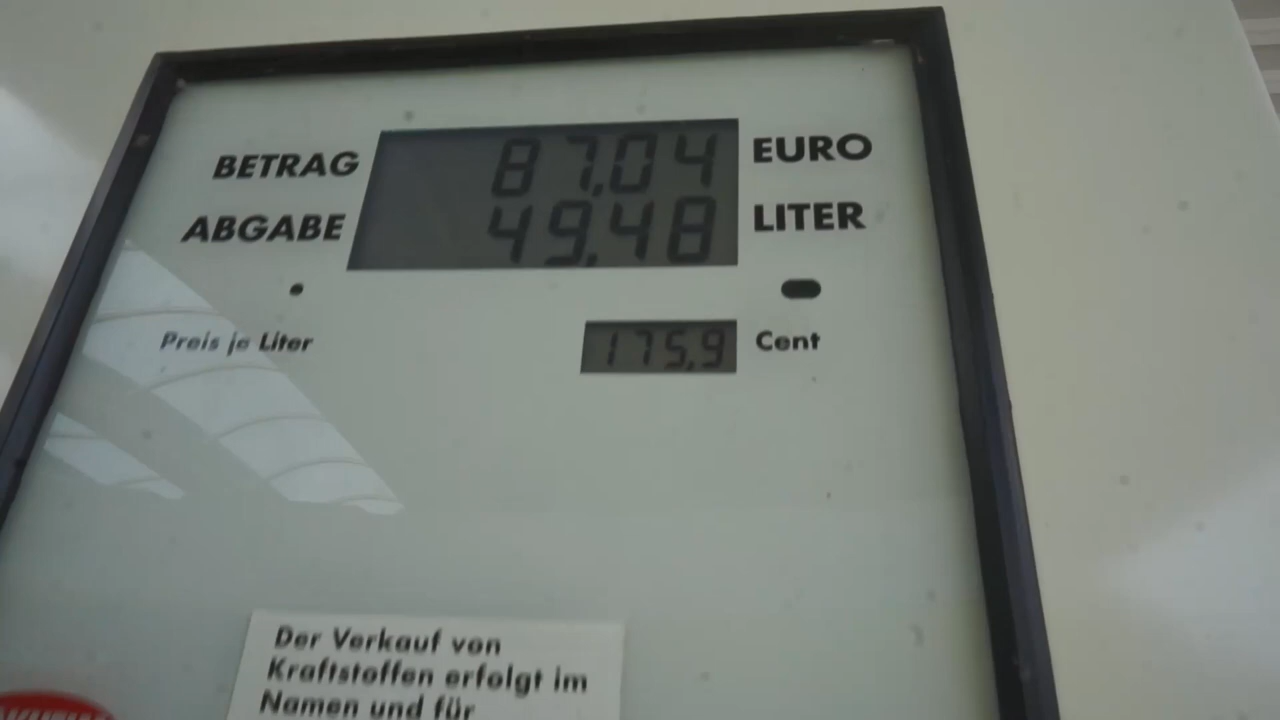 BETRAG 87,04 EURO
ABGABE 49,48 LITER
Preis je Liter 175,9 Cent
Der Verkauf von
Kraftstoffen erfolgt im
Namen und für